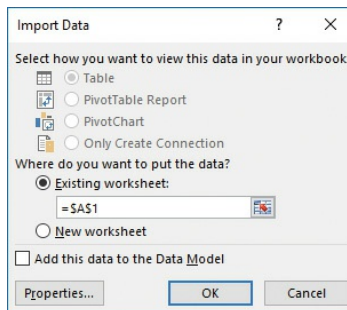 Import Data ? X
Select how you want to view this data in your workbook
Table
PivotTable Report
PivotChart
Only Create Connection
Where do you want to put the data?
Existing worksheet:
=$A$1
New worksheet
Add this data to the Data Model
Properties... OK Cancel